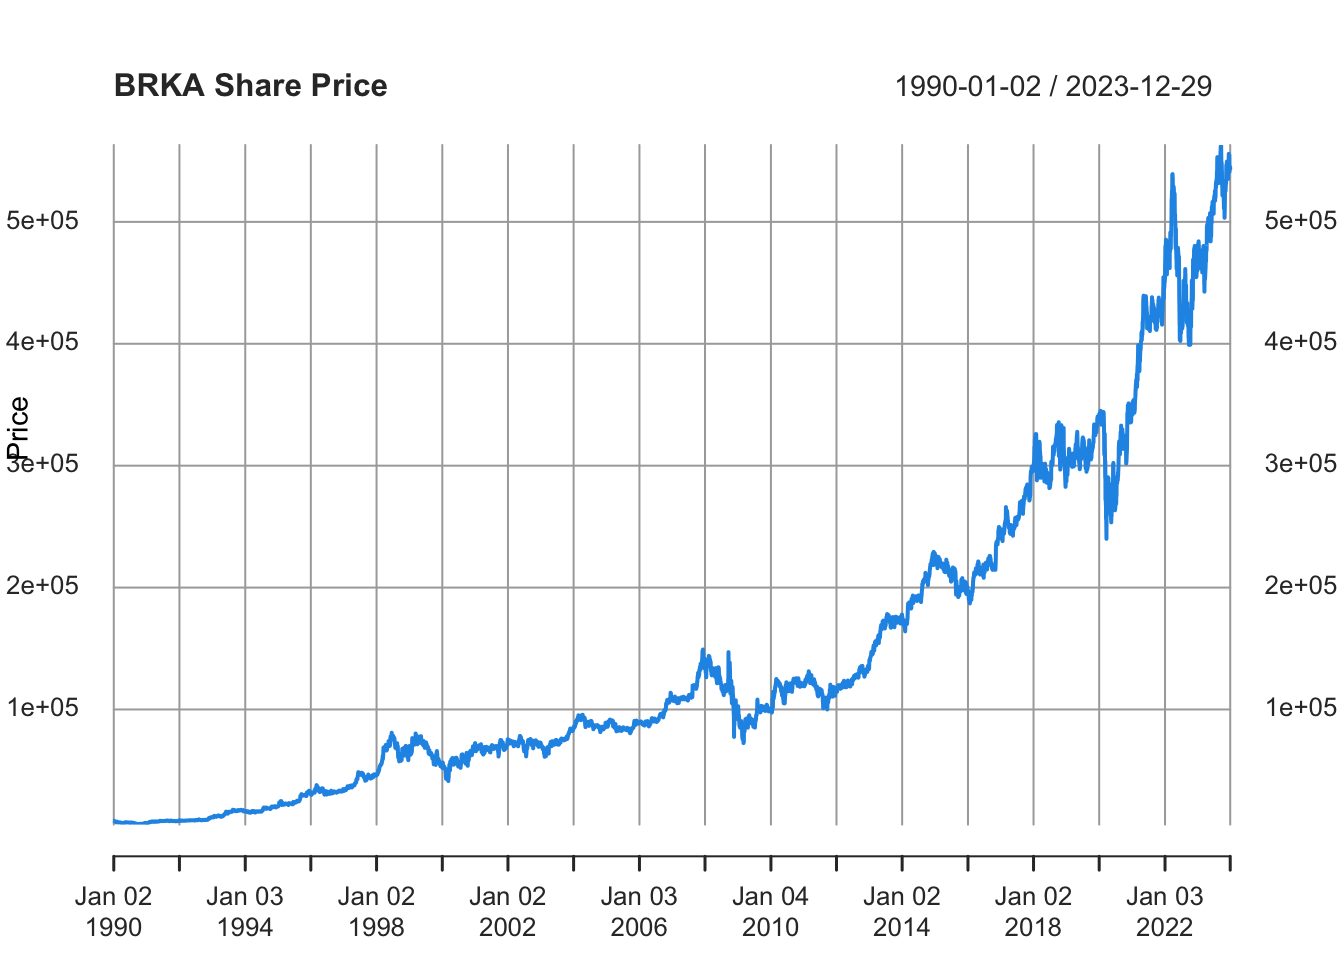 BRKA Share Price 1990-01-02 / 2023-12-29
5e+05 5e+05
4e+05 4e+05
Price
3e+05 3e+05
2e+05 2e+05
1e+05 1e+05
Jan 02 Jan 03 Jan 02 Jan 02 Jan 03 Jan 04 Jan 02 Jan 02 Jan 03
1990 1994 1998 2002 2006 2010 2014 2018 2022